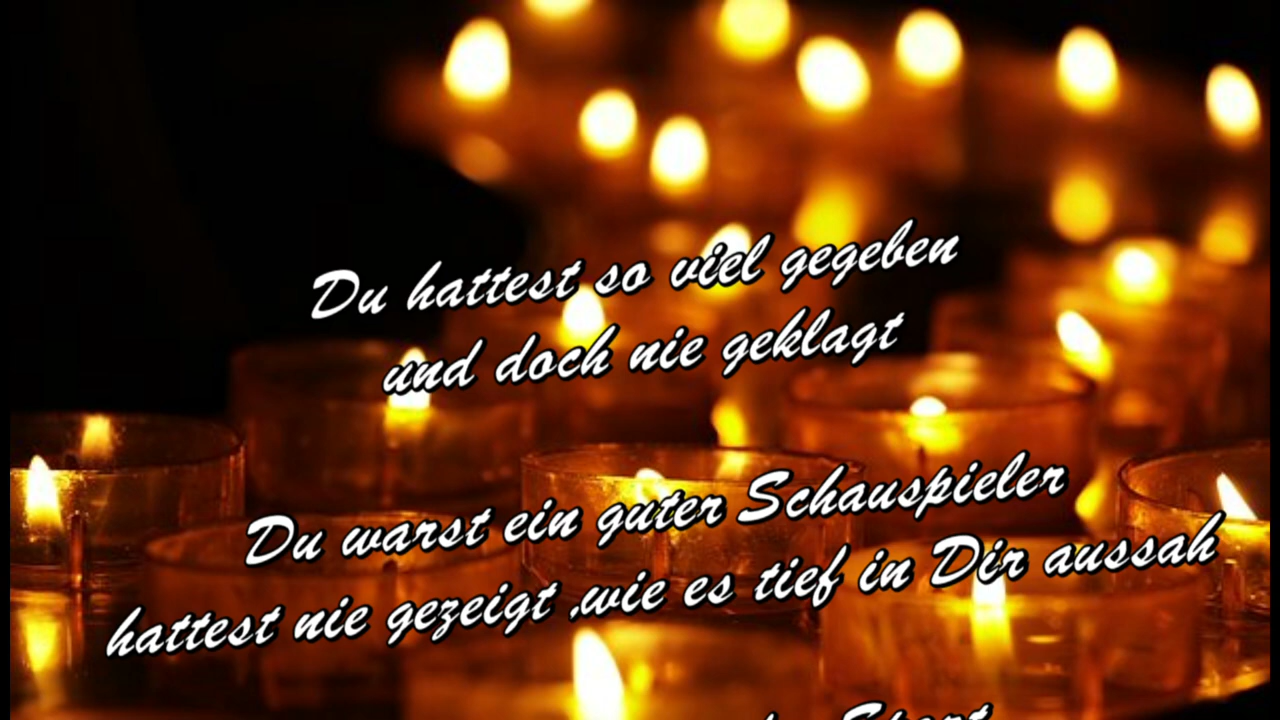 Du hattest so viel gegeben
und doch nie geklagt
Du warst ein guter Schauspieler
hattest nie gezeigt ,wie es tief in Dir aussah